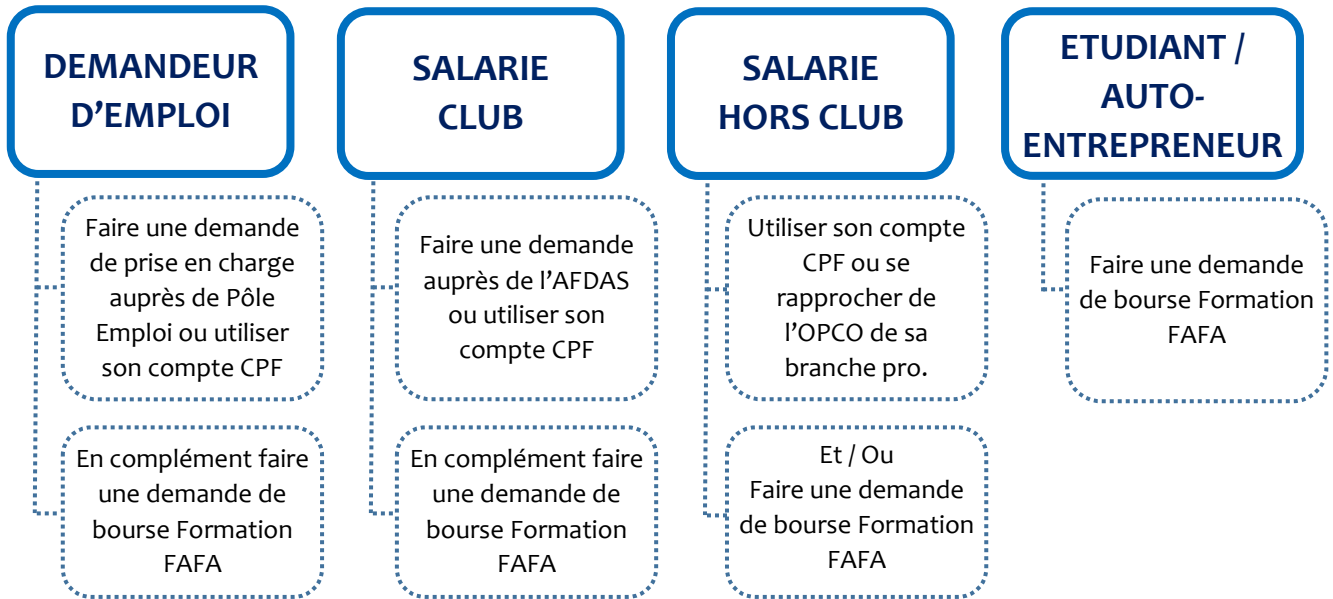 DEMANDEUR
D’EMPLOI
Faire une demande
de prise en charge
auprès de Pôle
Emploi ou utiliser
son compte CPF
En complément faire
une demande de
bourse Formation
FAFA
SALARIE
CLUB
Faire une demande
auprès de l’AFDAS
ou utiliser son
compte CPF
En complément faire
une demande de
bourse Formation
FAFA
SALARIE
HORS CLUB
Utiliser son compte
CPF ou se
rapprocher de
l’OPCO de sa
branche pro.
Et / Ou
Faire une demande
de bourse Formation
FAFA
ETUDIANT /
AUTO-
ENTREPRENEUR
Faire une demande
de bourse Formation
FAFA